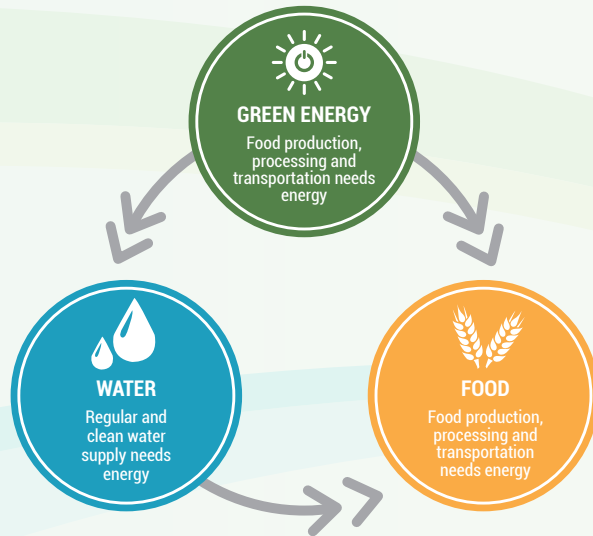 GREEN ENERGY
Food production,
processing and
transportation needs
energy
WATER
Regular and
clean water
supply needs
energy
FOOD
Food production,
processing and
transportation
needs energy